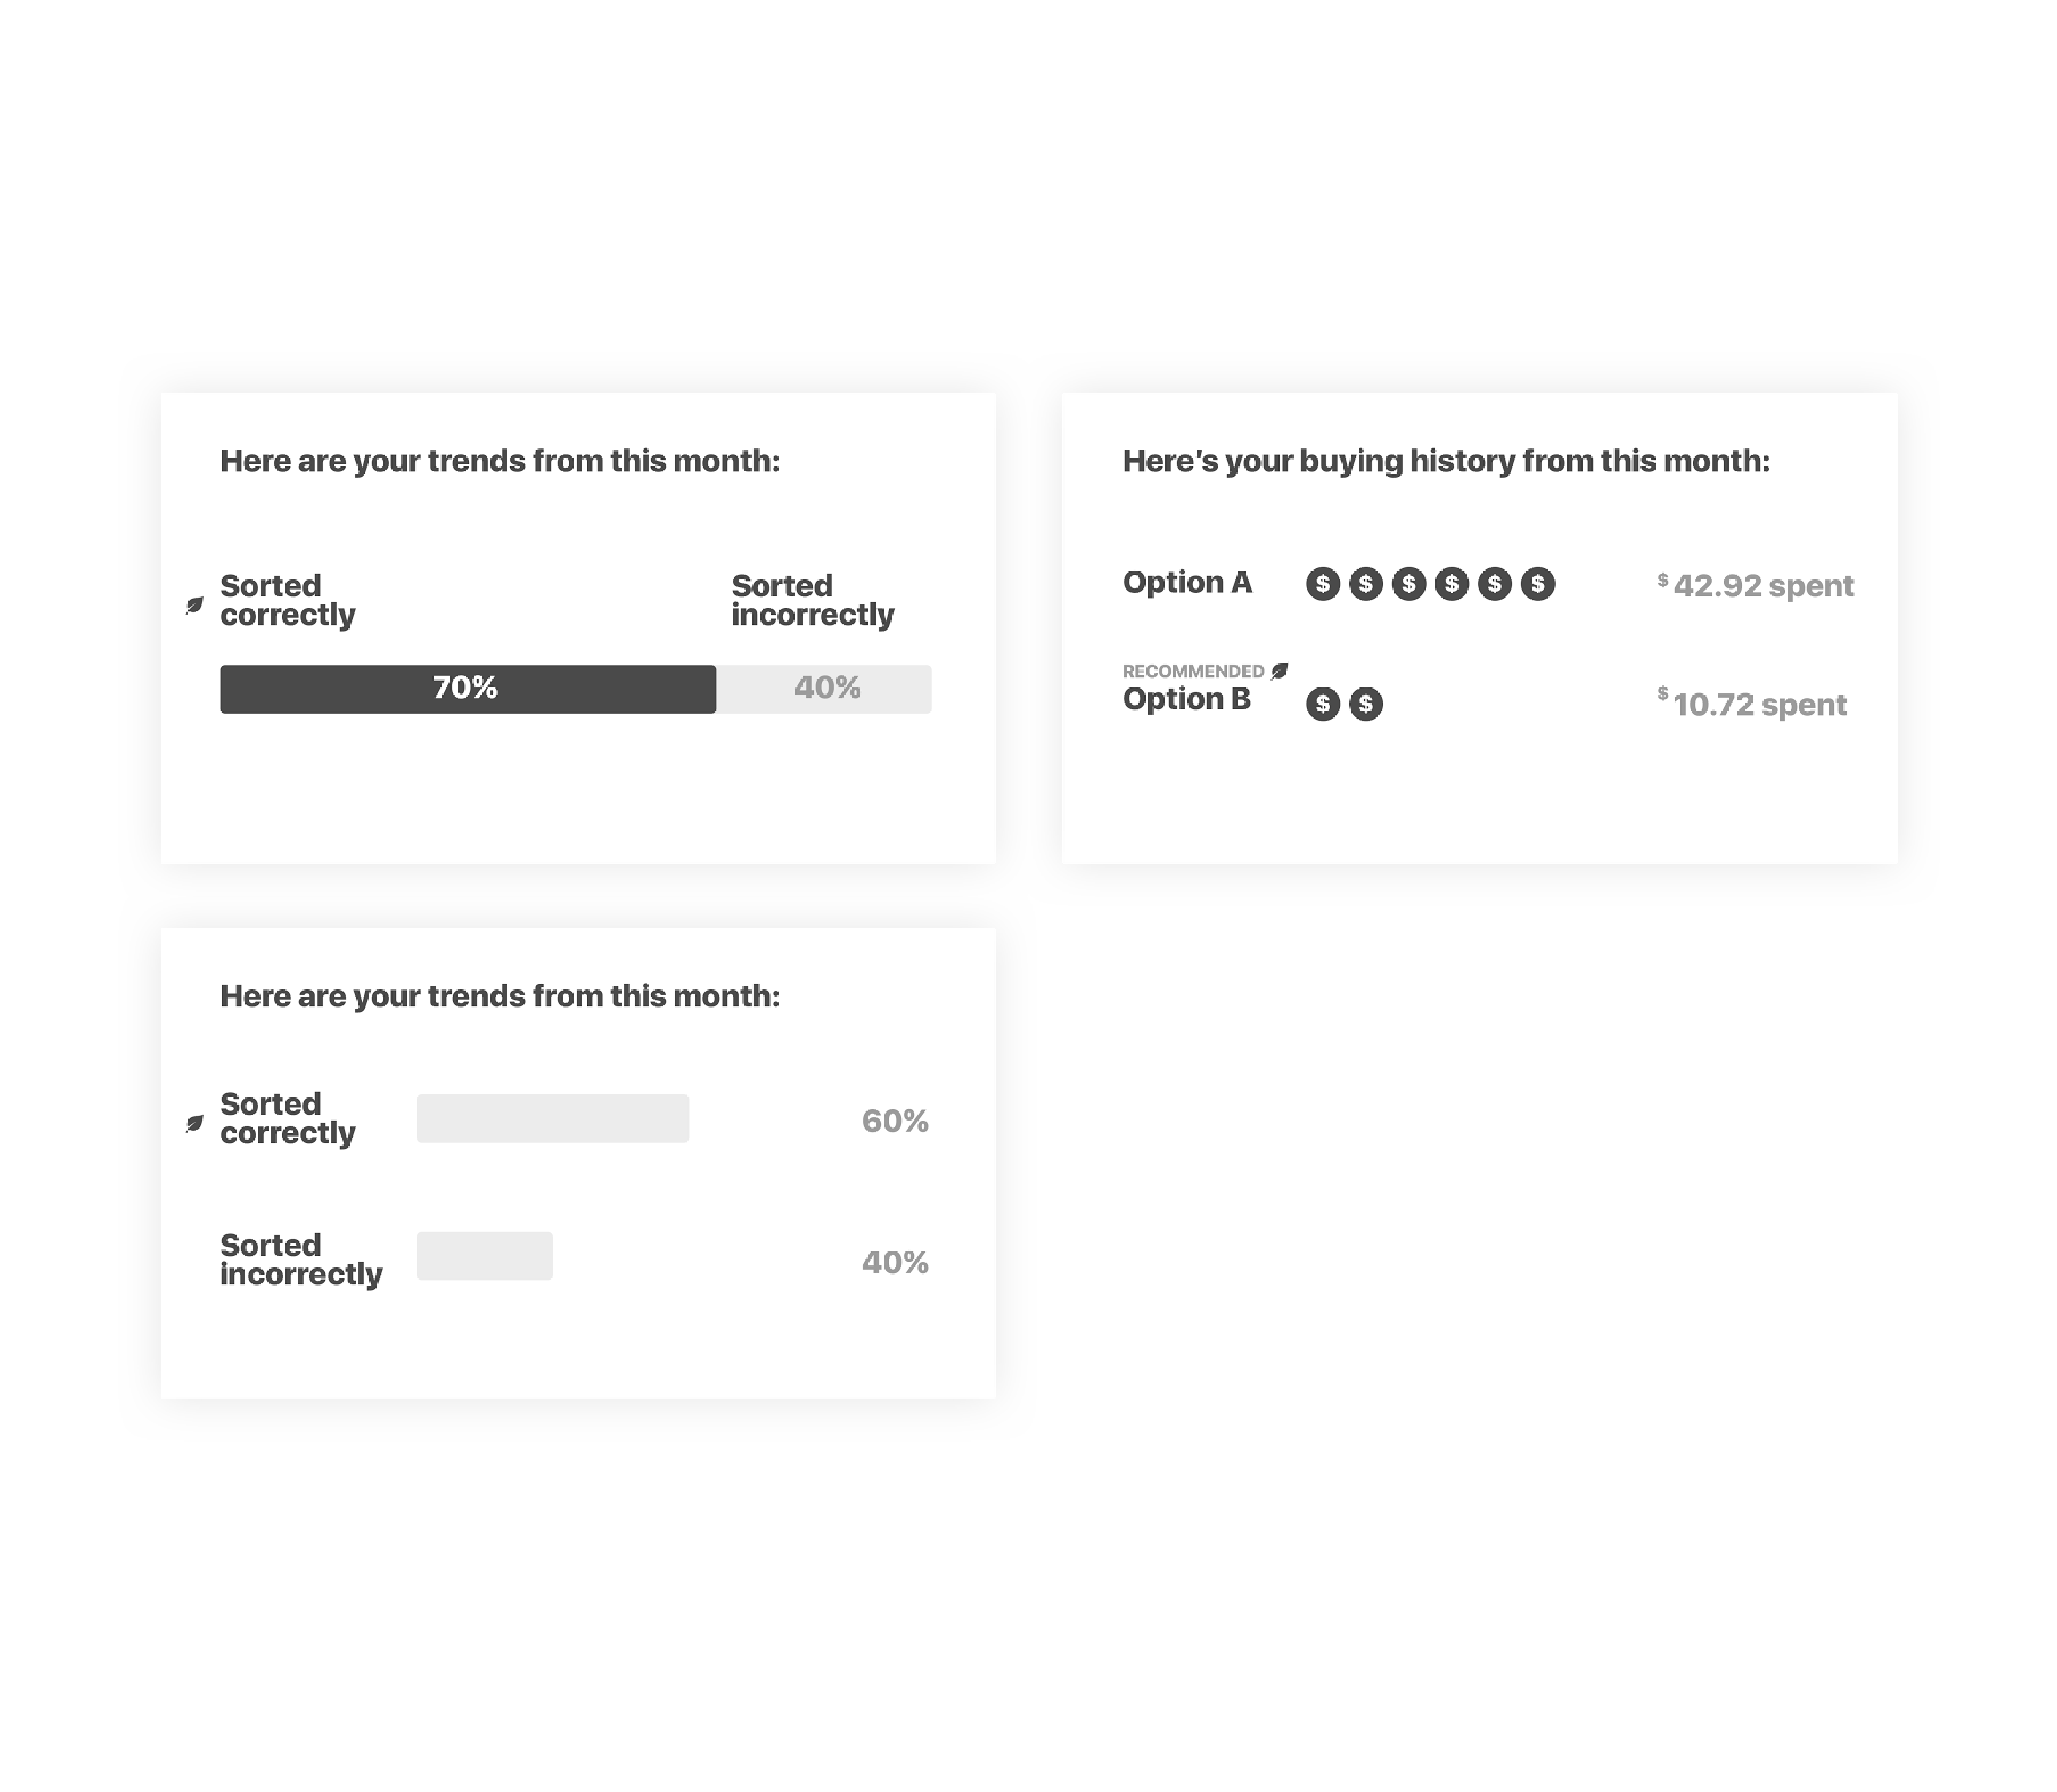 Here are your trends from this month:
Sorted
correctly
Sorted
incorrectly
70%
40%
Here's your buying history from this month:
Option A
$ $ $ $ $ $
$42.92 spent
RECOMMENDED
Option B
$ $
$10.72 spent
Here are your trends from this month:
Sorted
correctly
60%
Sorted
incorrectly
40%